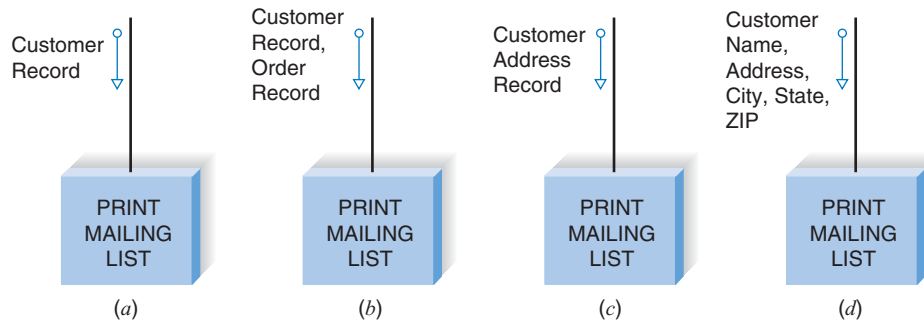 Customer
Record
Customer
Record,
Order
Record
Customer
Address
Record
Customer
Name,
Address,
City, State,
ZIP
PRINT
MAILING
LIST
PRINT
MAILING
LIST
PRINT
MAILING
LIST
PRINT
MAILING
LIST
(a)
(b)
(c)
(d)